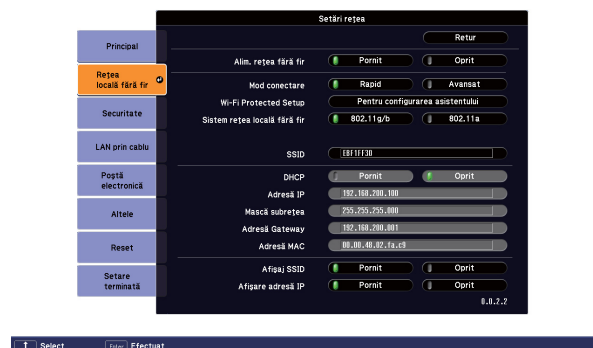 Setări rețea
Retur
Principal
Rețea
locală fără fir
Securitate
LAN prin cablu
Poștă
electronică
Altele
Reset
Setare
terminată
Alim. rețea fără fir Pornit Oprit
Mod conectare Rapid Avansat
Wi-Fi Protected Setup Pentru configurarea asistentului
Sistem rețea locală fără fir 802.11g/b 802.11a
SSID EBF1FF3D
DHCP Pornit Oprit
Adresă IP 192.168.200.100
Mască subrețea 255.255.255.000
Adresă Gateway 192.168.200.001
Adresă MAC 00.00.48.02.fa.c9
Afișaj SSID Pornit Oprit
Afișare adresă IP Pornit Oprit
0.0.2.2
Select Enter Efectuat